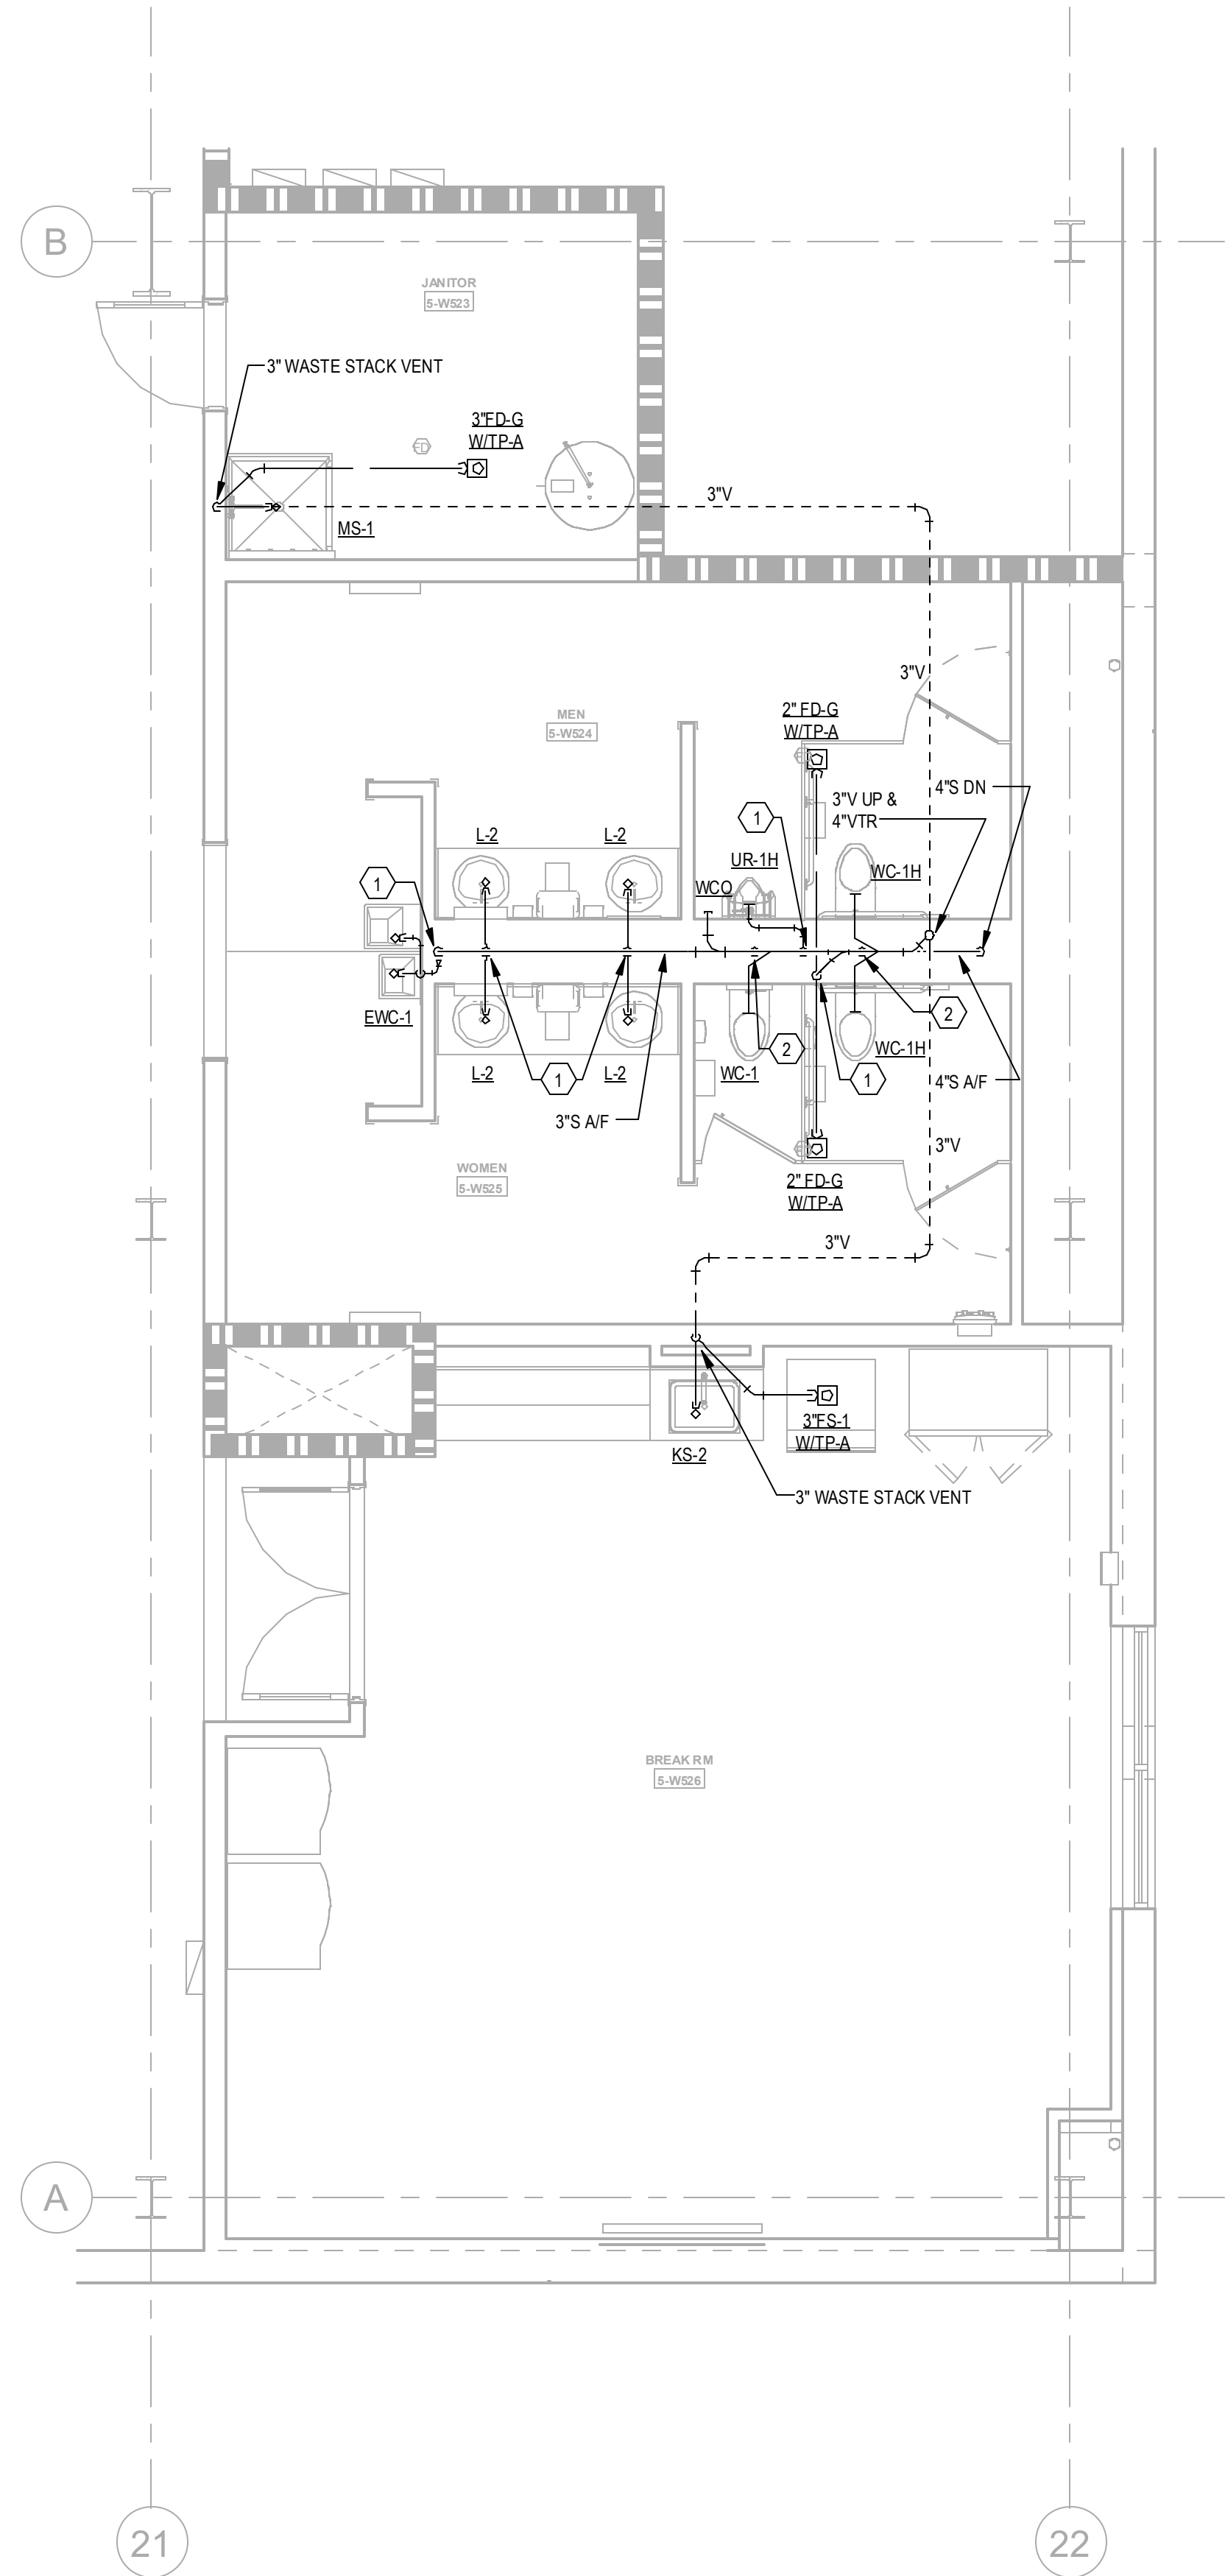 B
JANITOR
5-W523
3" WASTE STACK VENT
3"FD-G
W/TP-A
FD
3"V
MS-1
3"V
MEN
5-W524
2" FD-G
W/TP-A
4"S DN
3"V UP &
4"VTR
1
L-2
L-2
UR-1H
WC-1H
WCO
1
EWC-1
2
2
WC-1H
L-2
1
L-2
WC-1
1
4"S A/F
3"S A/F
3"V
WOMEN
5-W525
2" FD-G
W/TP-A
3"V
3"FS-1
W/TP-A
KS-2
3" WASTE STACK VENT
BREAK RM
5-W526
A
21
22